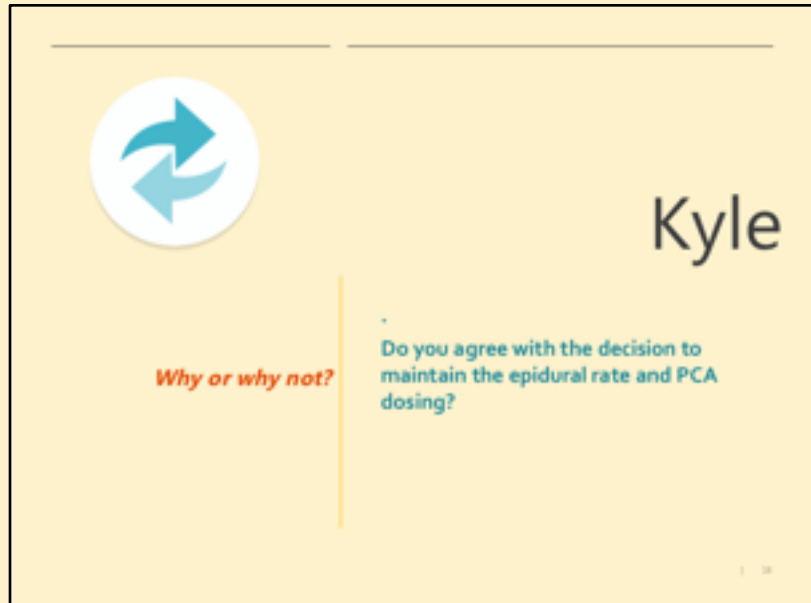 Kyle
.
Do you agree with the decision to
maintain the epidural rate and PCA
dosing?
Why or why not?